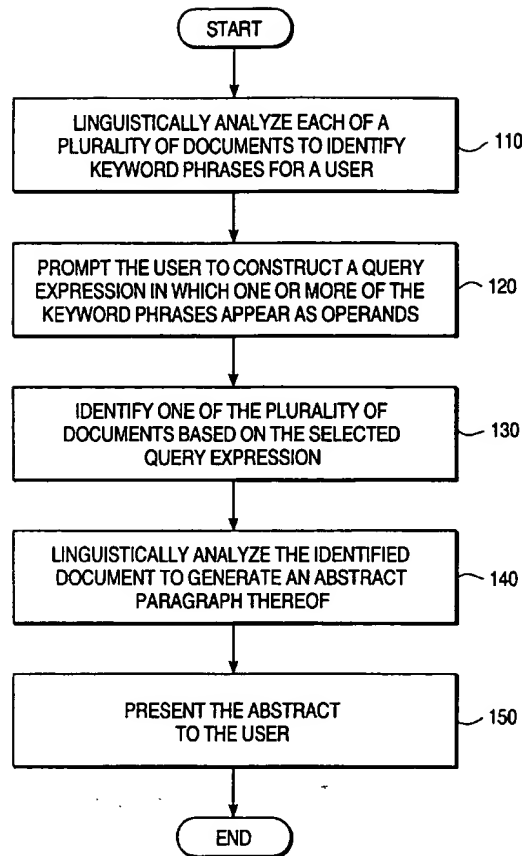 START
LINGUISTICALLY ANALYZE EACH OF A
PLURALITY OF DOCUMENTS TO IDENTIFY
KEYWORD PHRASES FOR A USER
110
PROMPT THE USER TO CONSTRUCT A QUERY
EXPRESSION IN WHICH ONE OR MORE OF THE
KEYWORD PHRASES APPEAR AS OPERANDS
120
IDENTIFY ONE OF THE PLURALITY OF
DOCUMENTS BASED ON THE SELECTED
QUERY EXPRESSION
130
LINGUISTICALLY ANALYZE THE IDENTIFIED
DOCUMENT TO GENERATE AN ABSTRACT
PARAGRAPH THEREOF
140
PRESENT THE ABSTRACT
TO THE USER
150
END